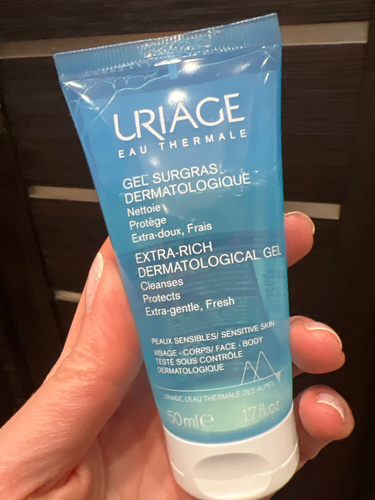 URIAGE
EAU THERMALE
GEL SURGRAS
DERMATOLOGIQUE
Nettoie
Protège
Extra-doux, Frais
EXTRA-RICH
DERMATOLOGICAL GEL
Cleanses
Protects
Extra-gentle, Fresh
PEAUX SENSIBLES/ SENSITIVE SKIN
VISAGE - CORPS/ FACE - BODY
TESTÉ SOUS CONTRÔLE
DERMATOLOGIQUE
URIAGE, L'EAU THERMALE DES ALPES
50ml℮ 1.7fl.oz